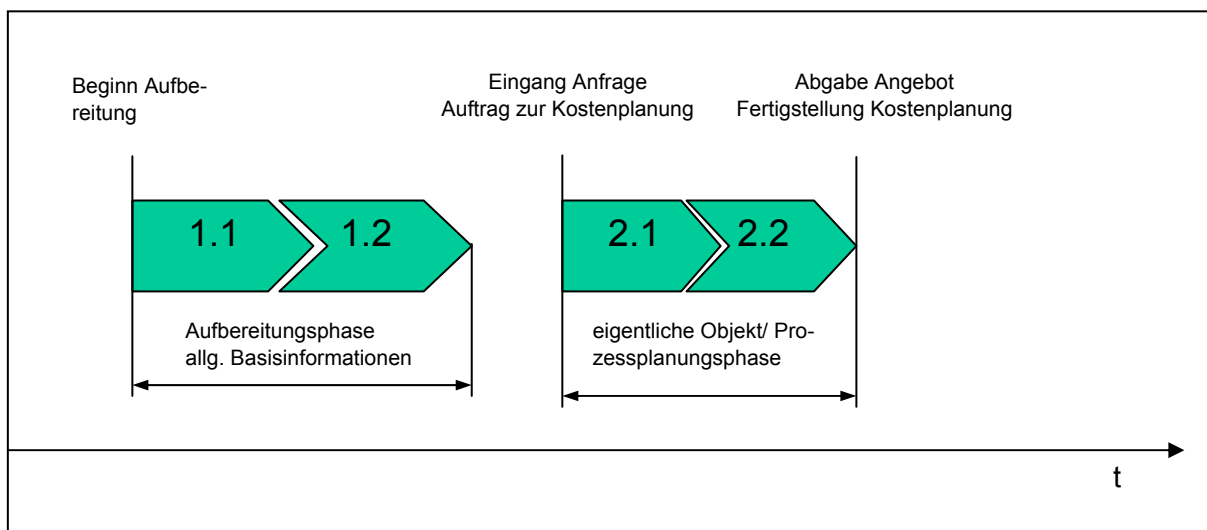 Beginn Aufbe-
reitung
Eingang Anfrage
Auftrag zur Kostenplanung
Abgabe Angebot
Fertigstellung Kostenplanung
1.1
1.2
2.1
2.2
Aufbereitungsphase
allg. Basisinformationen
eigentliche Objekt/ Pro-
zessplanungsphase
t